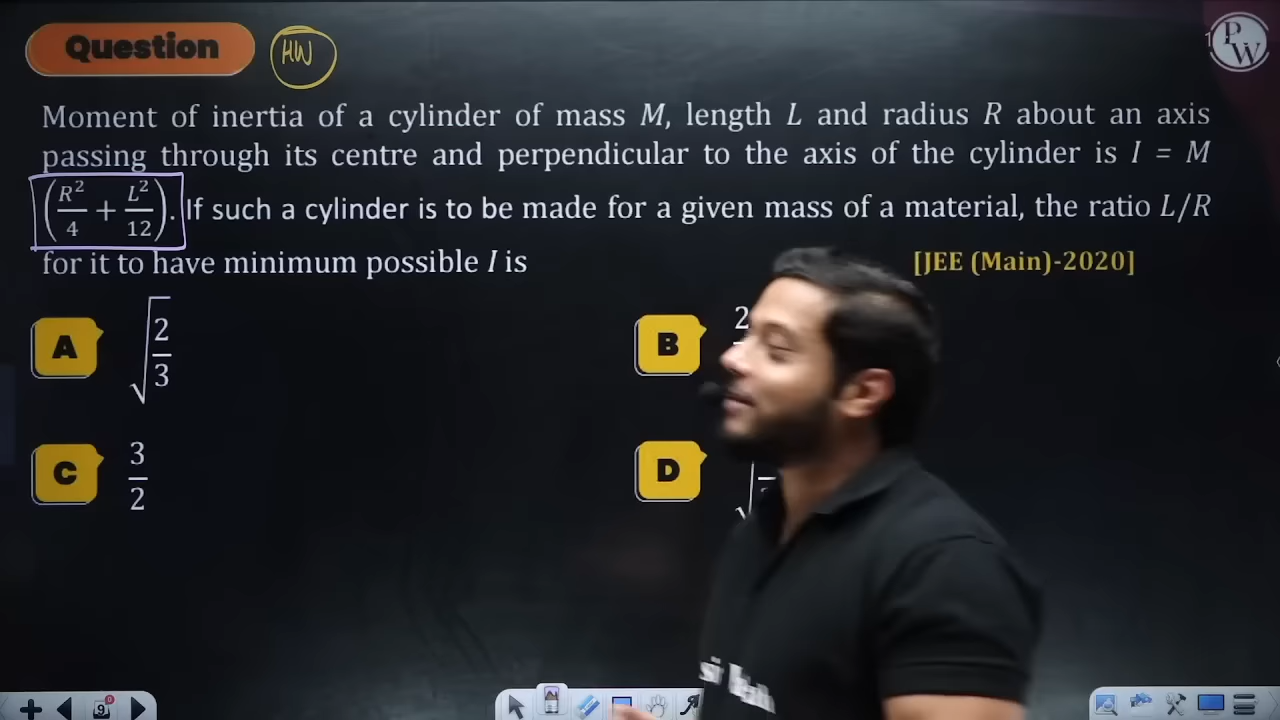 Question HW
PW
Moment of inertia of a cylinder of mass M, length L and radius R about an axis
passing through its centre and perpendicular to the axis of the cylinder is I = M
(R²/4 + L²/12). If such a cylinder is to be made for a given mass of a material, the ratio L/R
for it to have minimum possible I is
[JEE (Main)-2020]
A √(2/3)
B 2
C 3/2
D
9